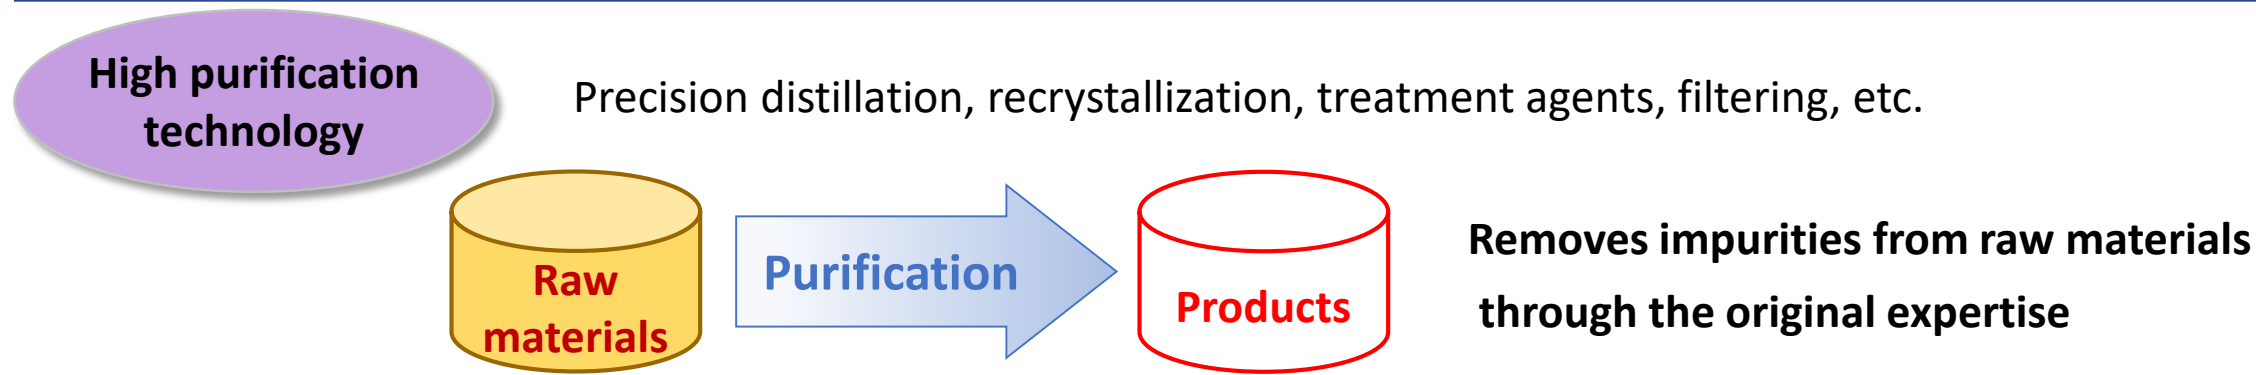 High purification
technology
Precision distillation, recrystallization, treatment agents, filtering, etc.
Raw
materials
Purification
Products
Removes impurities from raw materials
through the original expertise